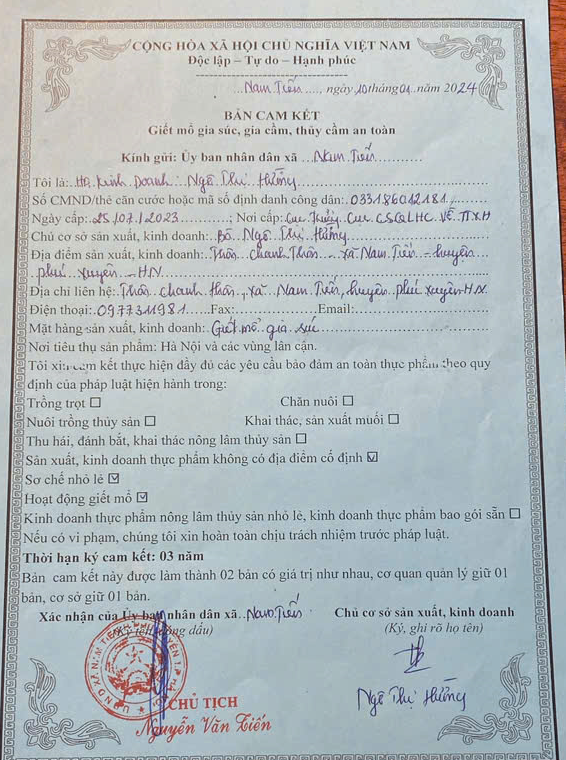 CỘNG HÒA XÃ HỘI CHỦ NGHĨA VIỆT NAM
Độc lập – Tự do – Hạnh phúc
Nam Tiến....., ngày 10 tháng 01 ..năm 2024
BẢN CAM KẾT
Giết mổ gia súc, gia cầm, thủy cầm an toàn
Kính gửi: Ủy ban nhân dân xã ..Nam Tiến
Tôi là: Hộ Kinh Doanh: Ngô Thị Hường
Số CMND/thẻ căn cước hoặc mã số định danh công dân: 033186012181
Ngày cấp: 25/07/2023........; Nơi cấp: Cục trưởng Cục CSQLHC VỀ TTXH
Chủ cơ sở sản xuất, kinh doanh: Bà Ngô Thị Hường
Địa điểm sản xuất, kinh doanh: Thôn Chanh Thôn - xã Nam Tiến - huyện
phú xuyên - HN
Địa chỉ liên hệ: Thôn chanh thôn, xã Nam Tiến, huyện phú xuyên HN
Điện thoại: 097731981.....Fax:..............Email:
Mặt hàng sản xuất, kinh doanh: Giết mổ gia súc
Nơi tiêu thụ sản phẩm: Hà Nội và các vùng lân cận.
Tôi xin cam kết thực hiện đầy đủ các yêu cầu bảo đảm an toàn thực phẩm theo quy
định của pháp luật hiện hành trong:
Trồng trọt ☐ Chăn nuôi ☐
Nuôi trồng thủy sản ☐ Khai thác, sản xuất muối ☐
Thu hái, đánh bắt, khai thác nông lâm thủy sản ☐
Sản xuất, kinh doanh thực phẩm không có địa điểm cố định ☑
Sơ chế nhỏ lẻ ☑
Hoạt động giết mổ ☑
Kinh doanh thực phẩm nông lâm thủy sản nhỏ lẻ, kinh doanh thực phẩm bao gói sẵn ☐
Nếu có vi phạm, chúng tôi xin hoàn toàn chịu trách nhiệm trước pháp luật.
Thời hạn ký cam kết: 03 năm
Bản cam kết này được làm thành 02 bản có giá trị như nhau, cơ quan quản lý giữ 01
bản, cơ sở giữ 01 bản.
Xác nhận của Ủy ban nhân dân xã..Nam Tiến Chủ cơ sở sản xuất, kinh doanh
(Ký tên, đóng dấu) (Ký, ghi rõ họ tên)
Ngô Thị Hường
CHỦ TỊCH
Nguyễn Văn Tiến